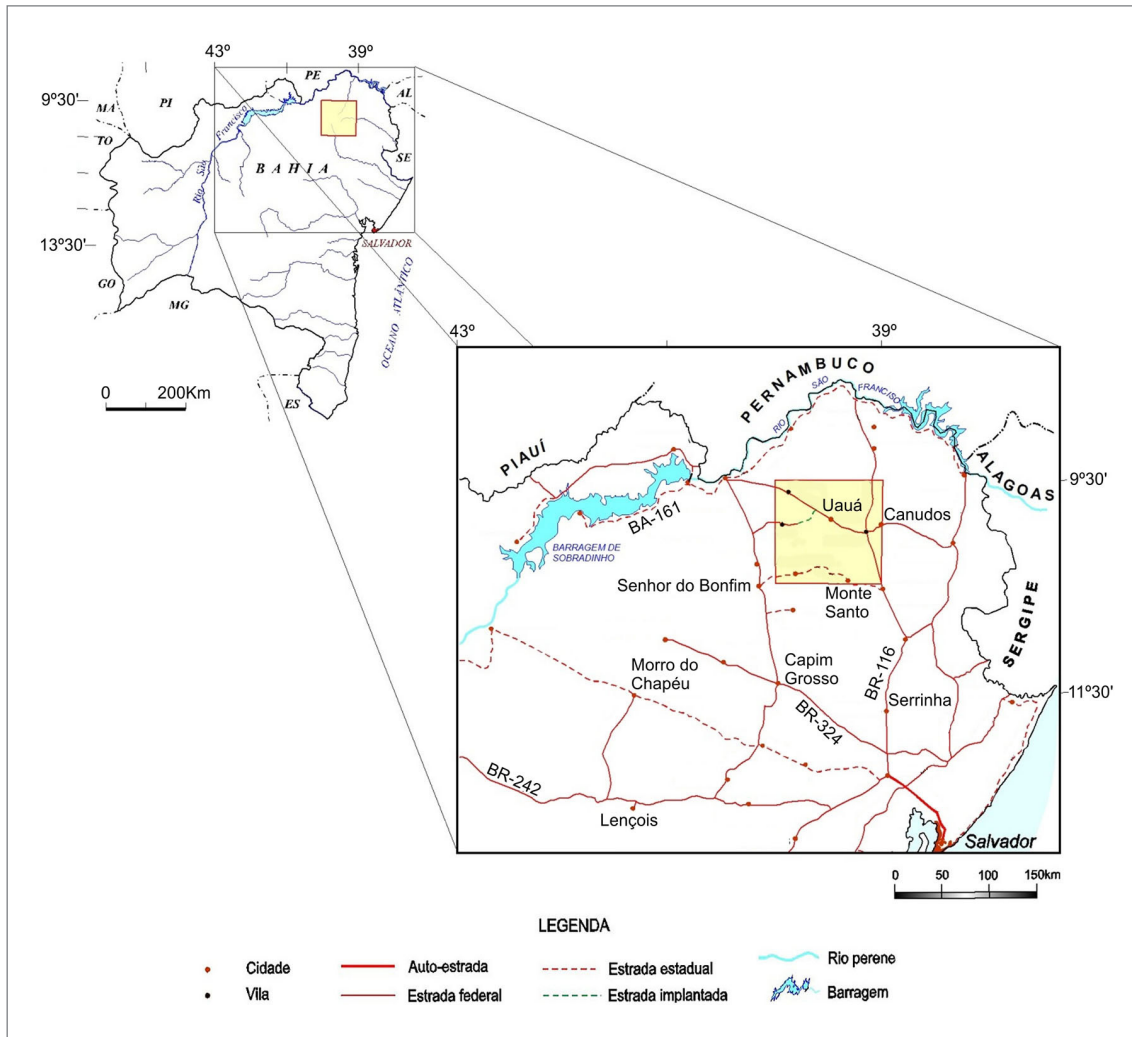 43º 39º
9º30'
13º30'
MA
PI
PE
AL
TO
SE
GO
MG
ES
Rio São Francisco
B A H I A
SALVADOR
OCEANO ATLÂNTICO
0 200Km
43º 39º
9º30'
11º30'
PIAUÍ
PERNAMBUCO
RIO SÃO FRANCISO
ALAGOAS
SERGIPE
BA-161
BARRAGEM DE
SOBRADINHO
Uauá
Canudos
Senhor do Bonfim
Monte
Santo
Morro do
Chapéu
Capim
Grosso
BR-116
Serrinha
BR-324
BR-242
Lençois
Salvador
0 50 100 150km
LEGENDA
Cidade
Vila
Auto-estrada
Estrada federal
Estrada estadual
Estrada implantada
Rio perene
Barragem